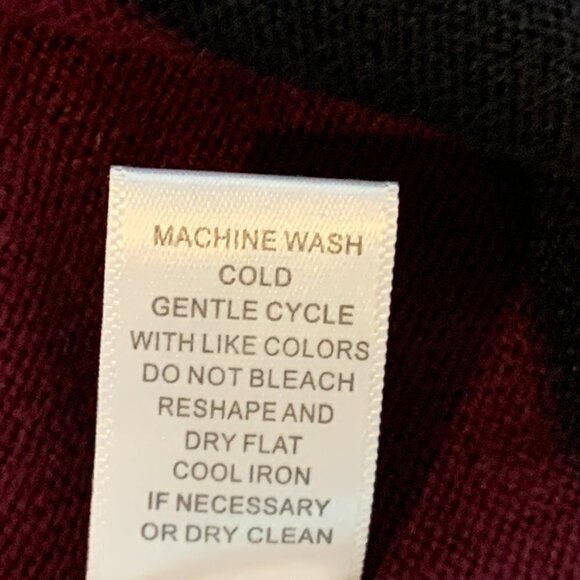 MACHINE WASH
COLD
GENTLE CYCLE
WITH LIKE COLORS
DO NOT BLEACH
RESHAPE AND
DRY FLAT
COOL IRON
IF NECESSARY
OR DRY CLEAN